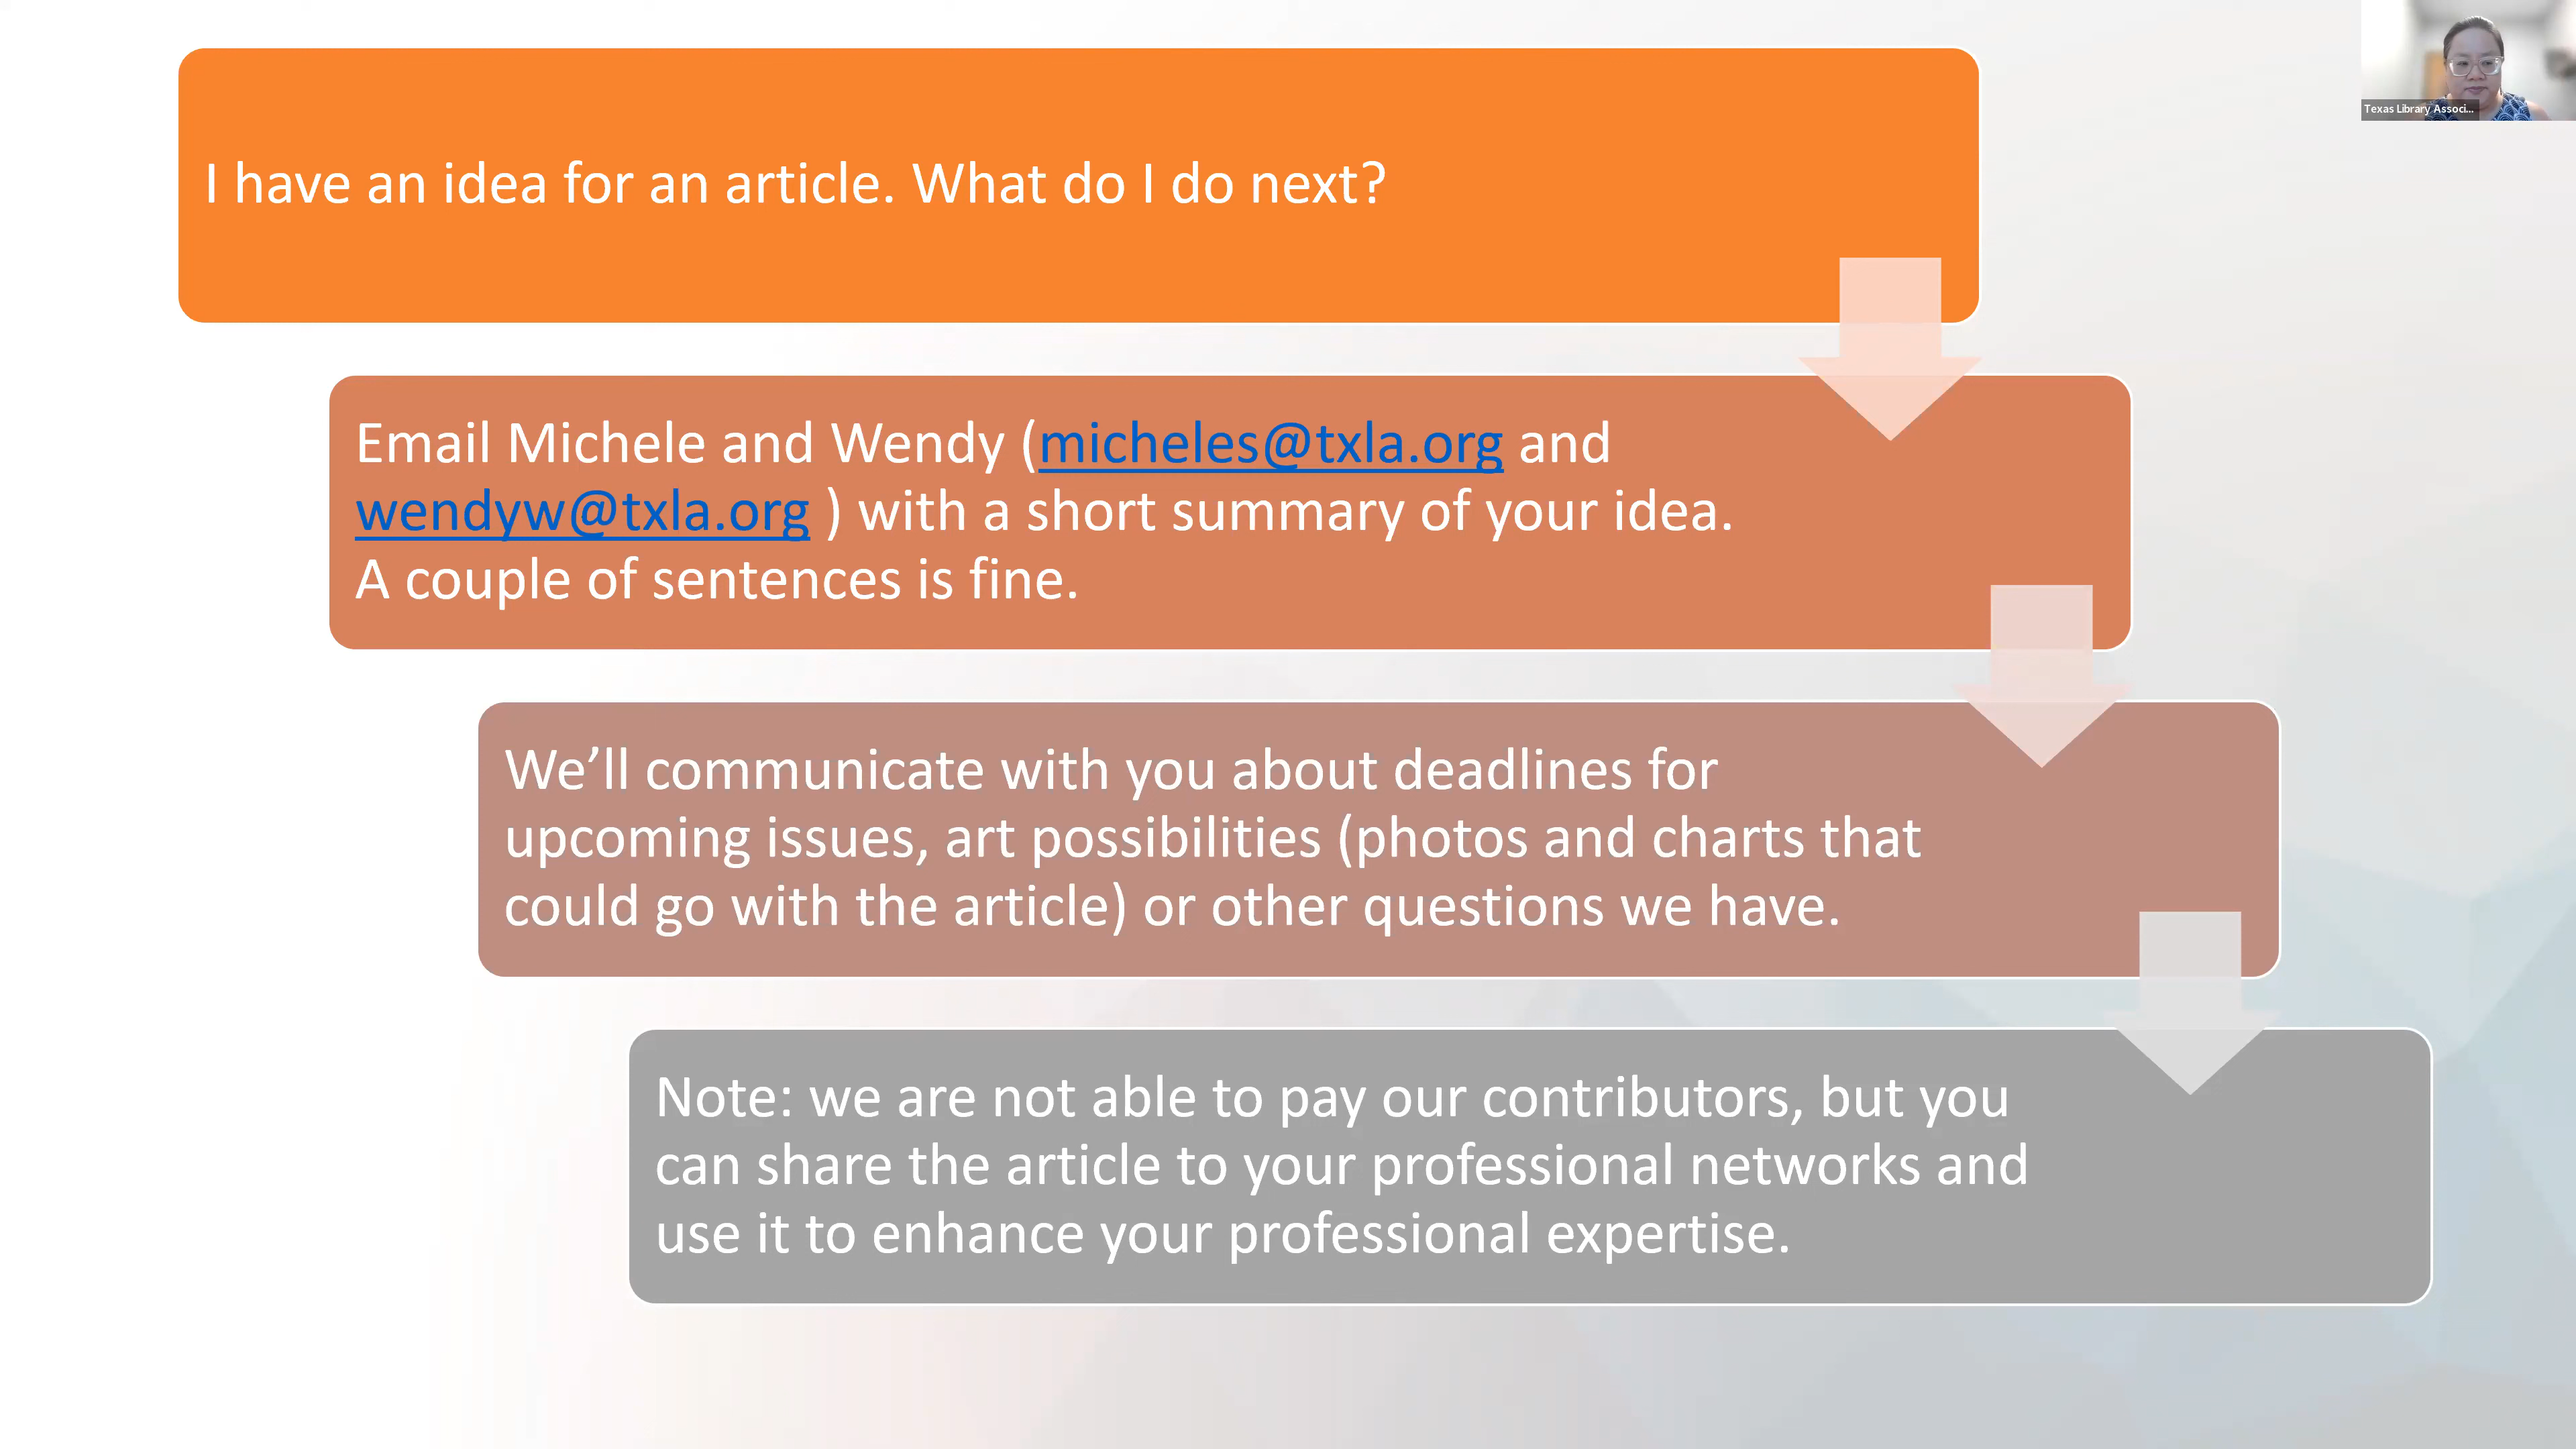 Texas Library Associ...
I have an idea for an article. What do I do next?
Email Michele and Wendy (micheles@txla.org and
wendyw@txla.org ) with a short summary of your idea.
A couple of sentences is fine.
We’ll communicate with you about deadlines for
upcoming issues, art possibilities (photos and charts that
could go with the article) or other questions we have.
Note: we are not able to pay our contributors, but you
can share the article to your professional networks and
use it to enhance your professional expertise.